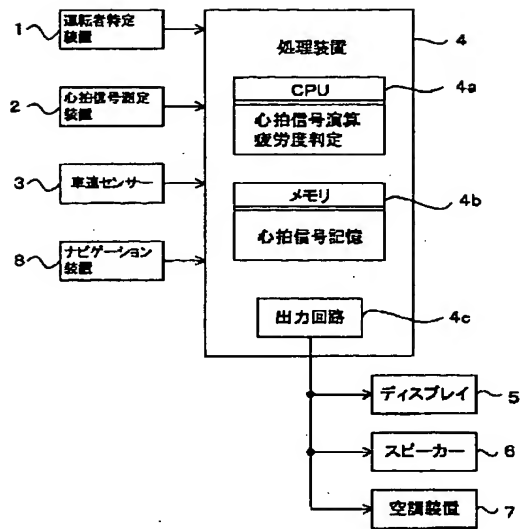 1
運転者特定
装置
2
心拍信号測定
装置
3
車速センサー
8
ナビゲーション
装置
処理装置
4
CPU
4a
心拍信号演算
疲労度判定
メモリ
4b
心拍信号記憶
出力回路
4c
ディスプレイ
5
スピーカー
6
空調装置
7